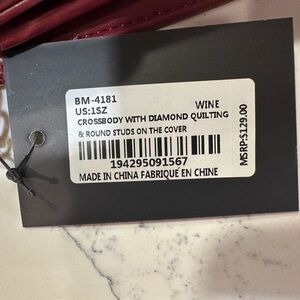 BM-4181
US:1SZ WINE
CROSSBODY WITH DIAMOND QUILTING
& ROUND STUDS ON THE COVER
194295091567
MADE IN CHINA FABRIQUÉ EN CHINE
MSRP:$129.00